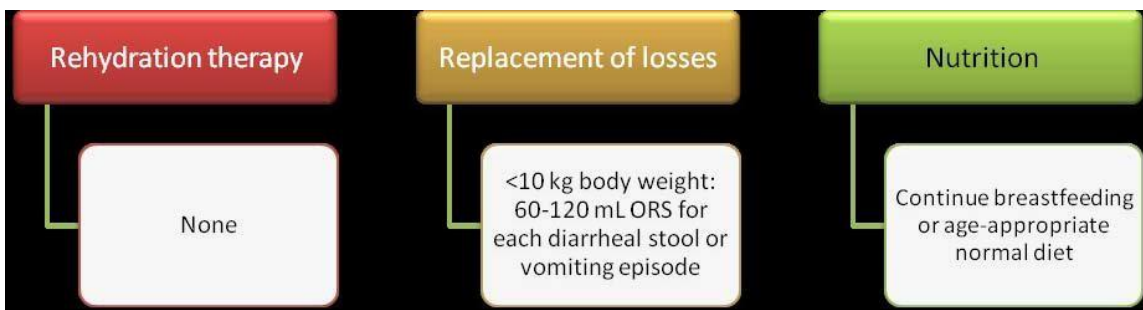 Rehydration therapy
None
Replacement of losses
<10 kg body weight:
60-120 mL ORS for
each diarrheal stool or
vomiting episode
Nutrition
Continue breastfeeding
or age-appropriate
normal diet